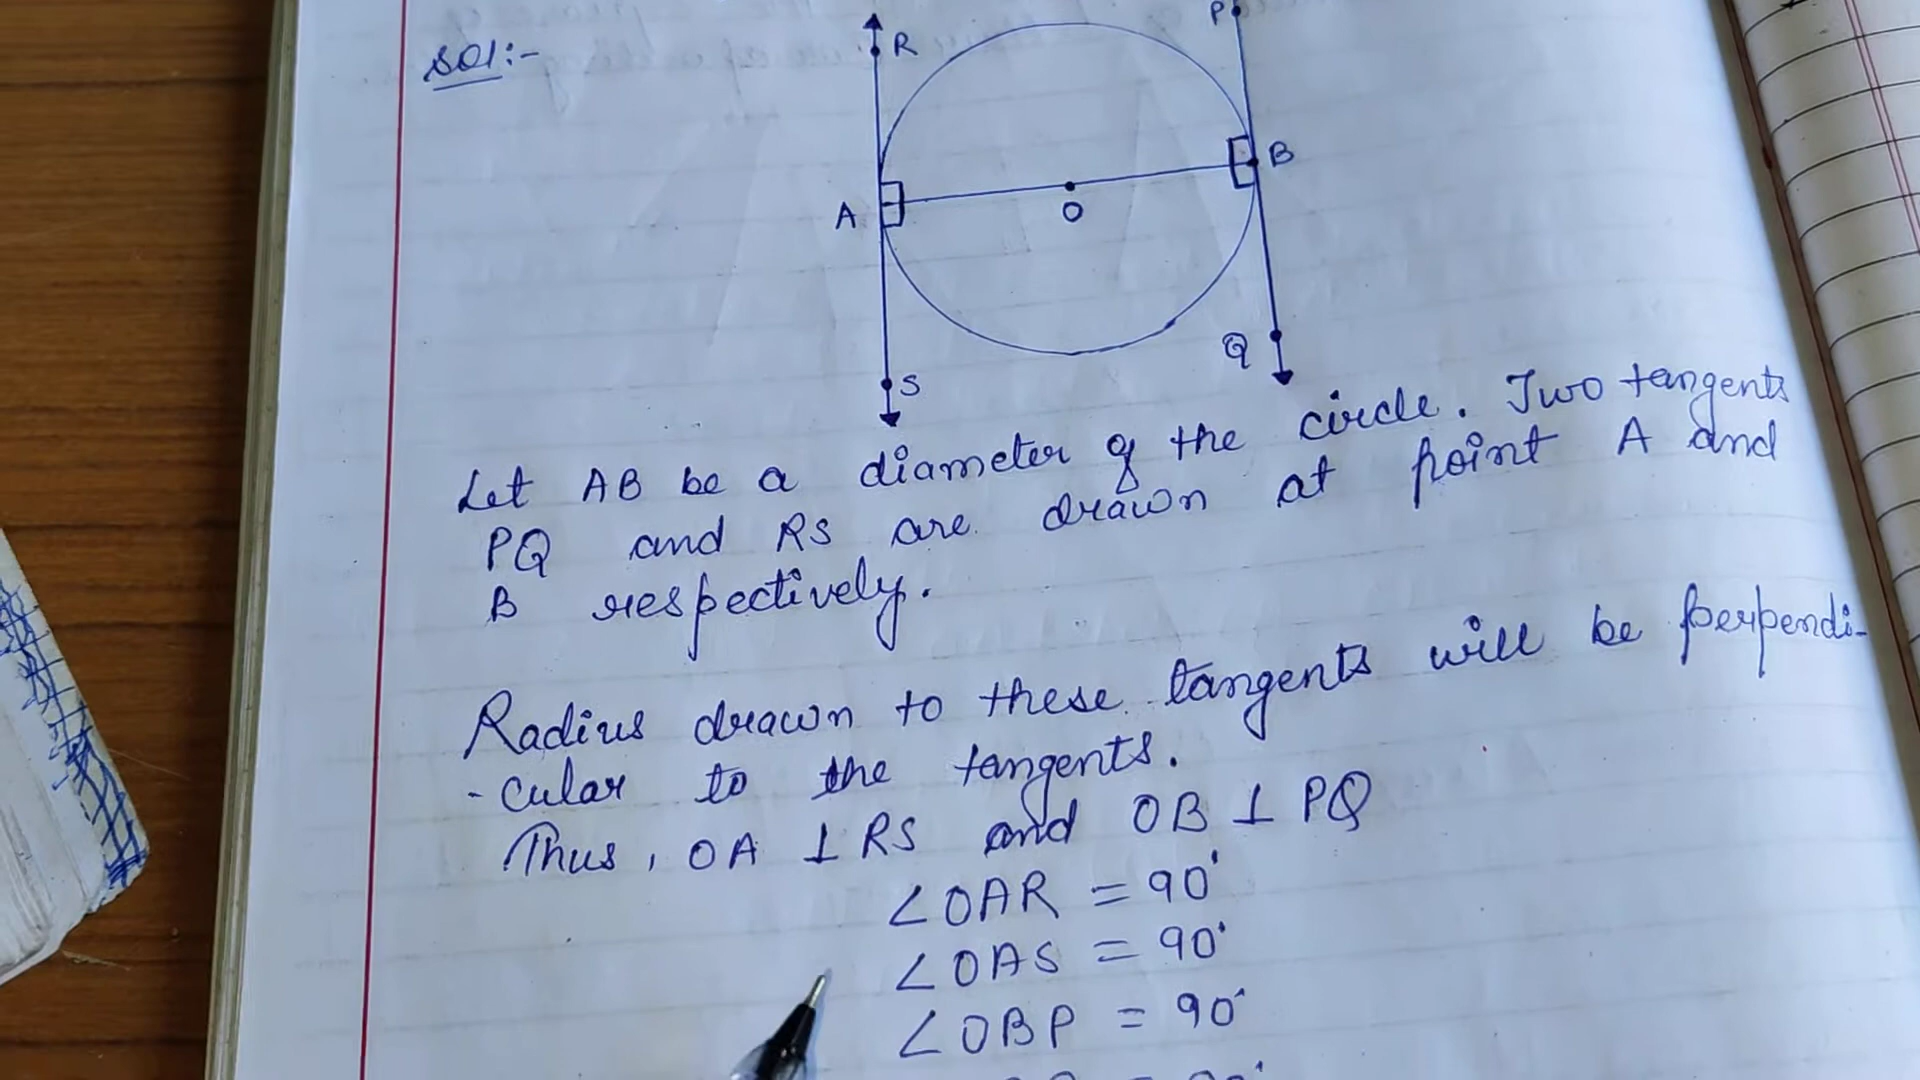 Sol:-
R
P
A
O
B
S
Q
Let AB be a diameter of the circle. Two tangents
PQ and RS are drawn at point A and
B respectively.
Radius drawn to these tangents will be perpendi-
-cular to the tangents.
Thus, OA ⊥ RS and OB ⊥ PQ
∠OAR = 90°
∠OAS = 90°
∠OBP = 90°